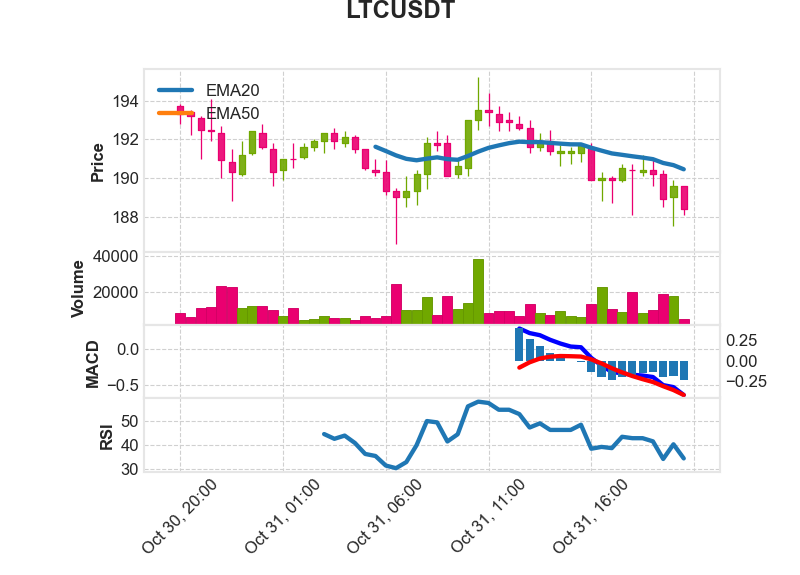 LTCUSDT
EMA20
EMA50
Price
194
192
190
188
Volume
40000
20000
MACD
0.0
−0.5
0.25
0.00
−0.25
RSI
50
40
30
Oct 30, 20:00
Oct 31, 01:00
Oct 31, 06:00
Oct 31, 11:00
Oct 31, 16:00